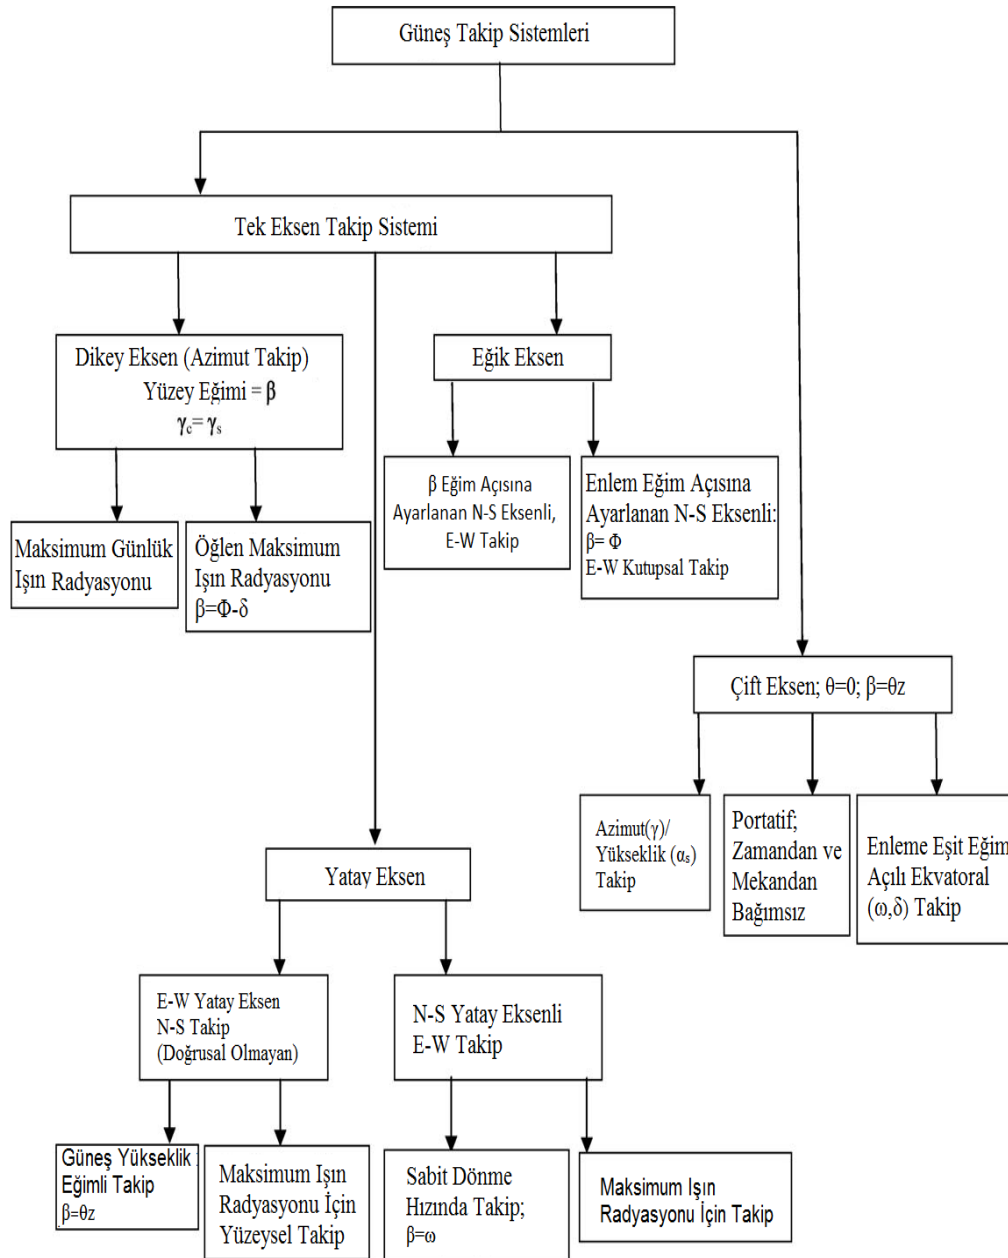 Güneş Takip Sistemleri
Tek Eksen Takip Sistemi
Dikey Eksen (Azimut Takip)
Yüzey Eğimi = β
γc= γs
Eğik Eksen
β Eğim Açısına
Ayarlanan N-S Eksenli,
E-W Takip
Enlem Eğim Açısına
Ayarlanan N-S Eksenli:
β= Φ
E-W Kutupsal Takip
Maksimum Günlük
Işın Radyasyonu
Öğlen Maksimum
Işın Radyasyonu
β=Φ-δ
Çift Eksen; θ=0; β=θz
Azimut(γ)/
Yükseklik (αs)
Takip
Portatif;
Zamandan ve
Mekandan
Bağımsız
Enleme Eşit Eğim
Açılı Ekvatoral
(ω,δ) Takip
Yatay Eksen
E-W Yatay Eksen
N-S Takip
(Doğrusal Olmayan)
N-S Yatay Eksenli
E-W Takip
Güneş Yükseklik
Eğimli Takip
β=θz
Maksimum Işın
Radyasyonu İçin
Yüzeysel Takip
Sabit Dönme
Hızında Takip;
β=ω
Maksimum Işın
Radyasyonu İçin Takip